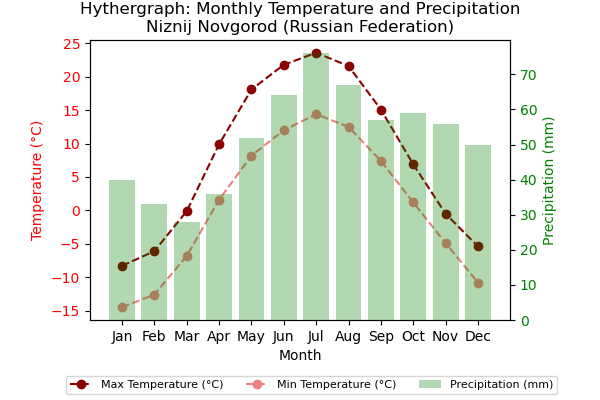 Hythergraph: Monthly Temperature and Precipitation
Niznij Novgorod (Russian Federation)
Temperature (°C)
25
20
15
10
5
0
−5
−10
−15
Precipitation (mm)
70
60
50
40
30
20
10
0
Jan Feb Mar Apr May Jun Jul Aug Sep Oct Nov Dec
Month
Max Temperature (°C) Min Temperature (°C) Precipitation (mm)